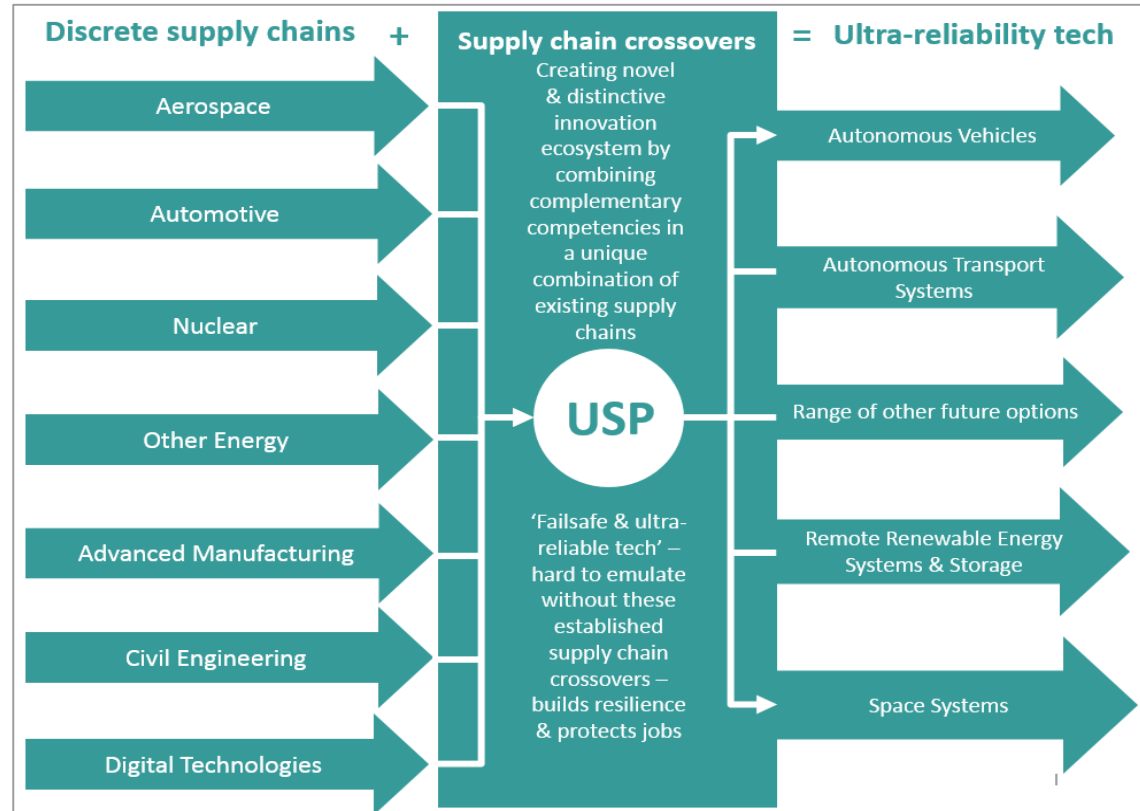 Discrete supply chains
+
Supply chain crossovers
= Ultra-reliability tech
Aerospace
Automotive
Nuclear
Other Energy
Advanced Manufacturing
Civil Engineering
Digital Technologies
Creating novel
& distinctive
innovation
ecosystem by
combining
complementary
competencies in
a unique
combination of
existing supply
chains
USP
‘Failsafe & ultra-
reliable tech’ –
hard to emulate
without these
established
supply chain
crossovers –
builds resilience
& protects jobs
Autonomous Vehicles
Autonomous Transport
Systems
Range of other future options
Remote Renewable Energy
Systems & Storage
Space Systems